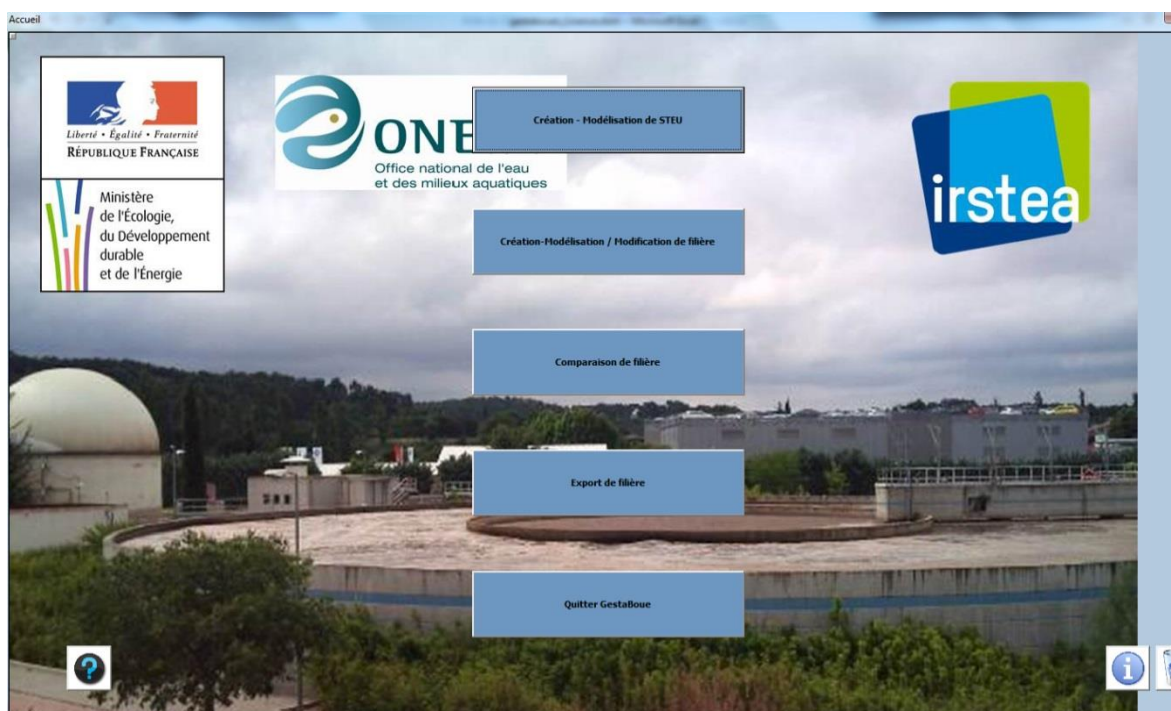 Accueil
Liberté • Égalité • Fraternité
RÉPUBLIQUE FRANÇAISE
Ministère
de l'Écologie,
du Développement
durable
et de l'Énergie
ONE
Office national de l'eau
et des milieux aquatiques
irstea
Création - Modélisation de STEU
Création-Modélisation / Modification de filière
Comparaison de filière
Export de filière
Quitter GestaBoue
?
i